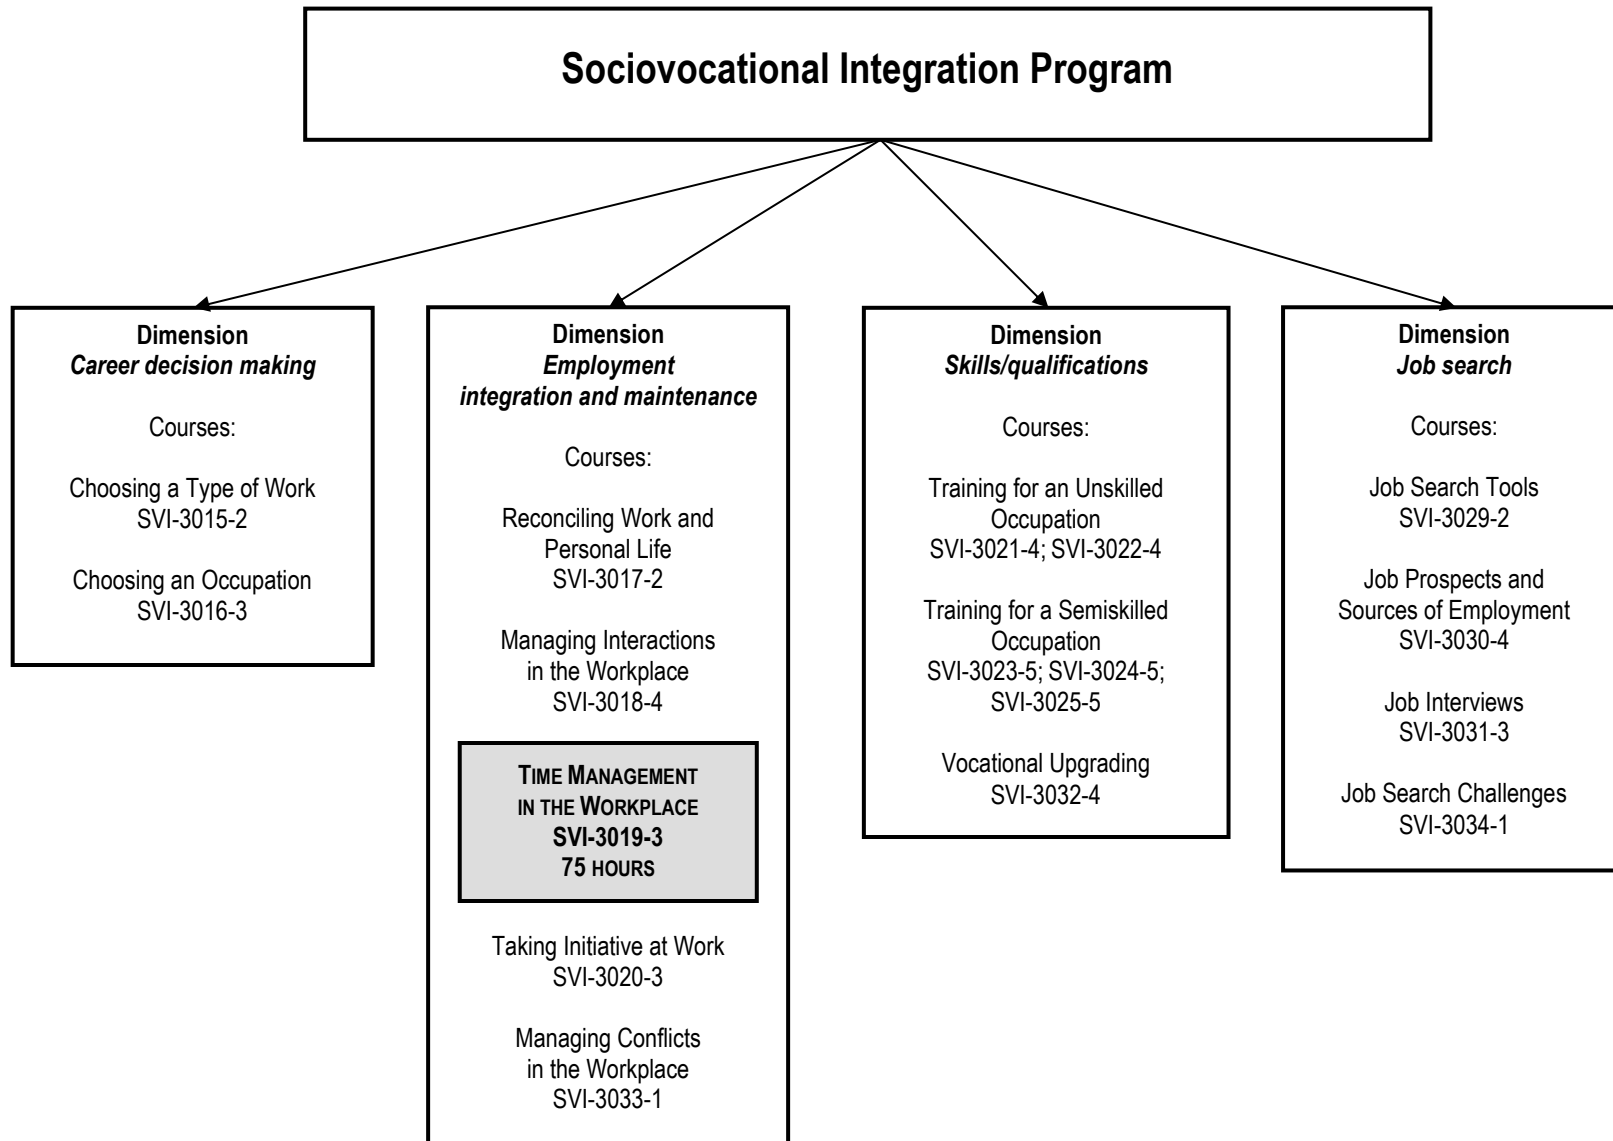 Sociovocational Integration Program
Dimension
Career decision making
Courses:
Choosing a Type of Work
SVI-3015-2
Choosing an Occupation
SVI-3016-3
Dimension
Employment
integration and maintenance
Courses:
Reconciling Work and
Personal Life
SVI-3017-2
Managing Interactions
in the Workplace
SVI-3018-4
TIME MANAGEMENT
IN THE WORKPLACE
SVI-3019-3
75 HOURS
Taking Initiative at Work
SVI-3020-3
Managing Conflicts
in the Workplace
SVI-3033-1
Dimension
Skills/qualifications
Courses:
Training for an Unskilled
Occupation
SVI-3021-4; SVI-3022-4
Training for a Semiskilled
Occupation
SVI-3023-5; SVI-3024-5;
SVI-3025-5
Vocational Upgrading
SVI-3032-4
Dimension
Job search
Courses:
Job Search Tools
SVI-3029-2
Job Prospects and
Sources of Employment
SVI-3030-4
Job Interviews
SVI-3031-3
Job Search Challenges
SVI-3034-1